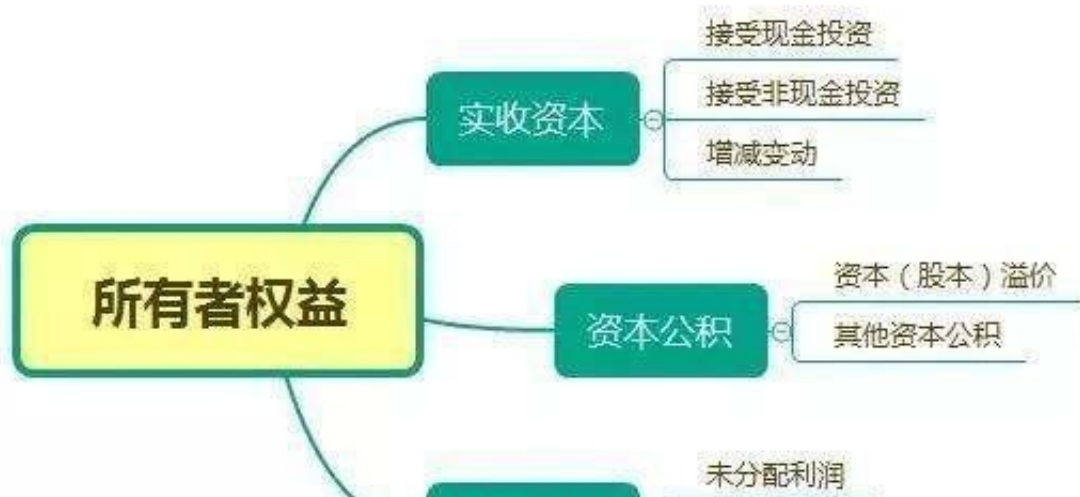 接受现金投资
实收资本
接受非现金投资
增减变动
所有者权益
资本（股本）溢价
资本公积
其他资本公积
未分配利润